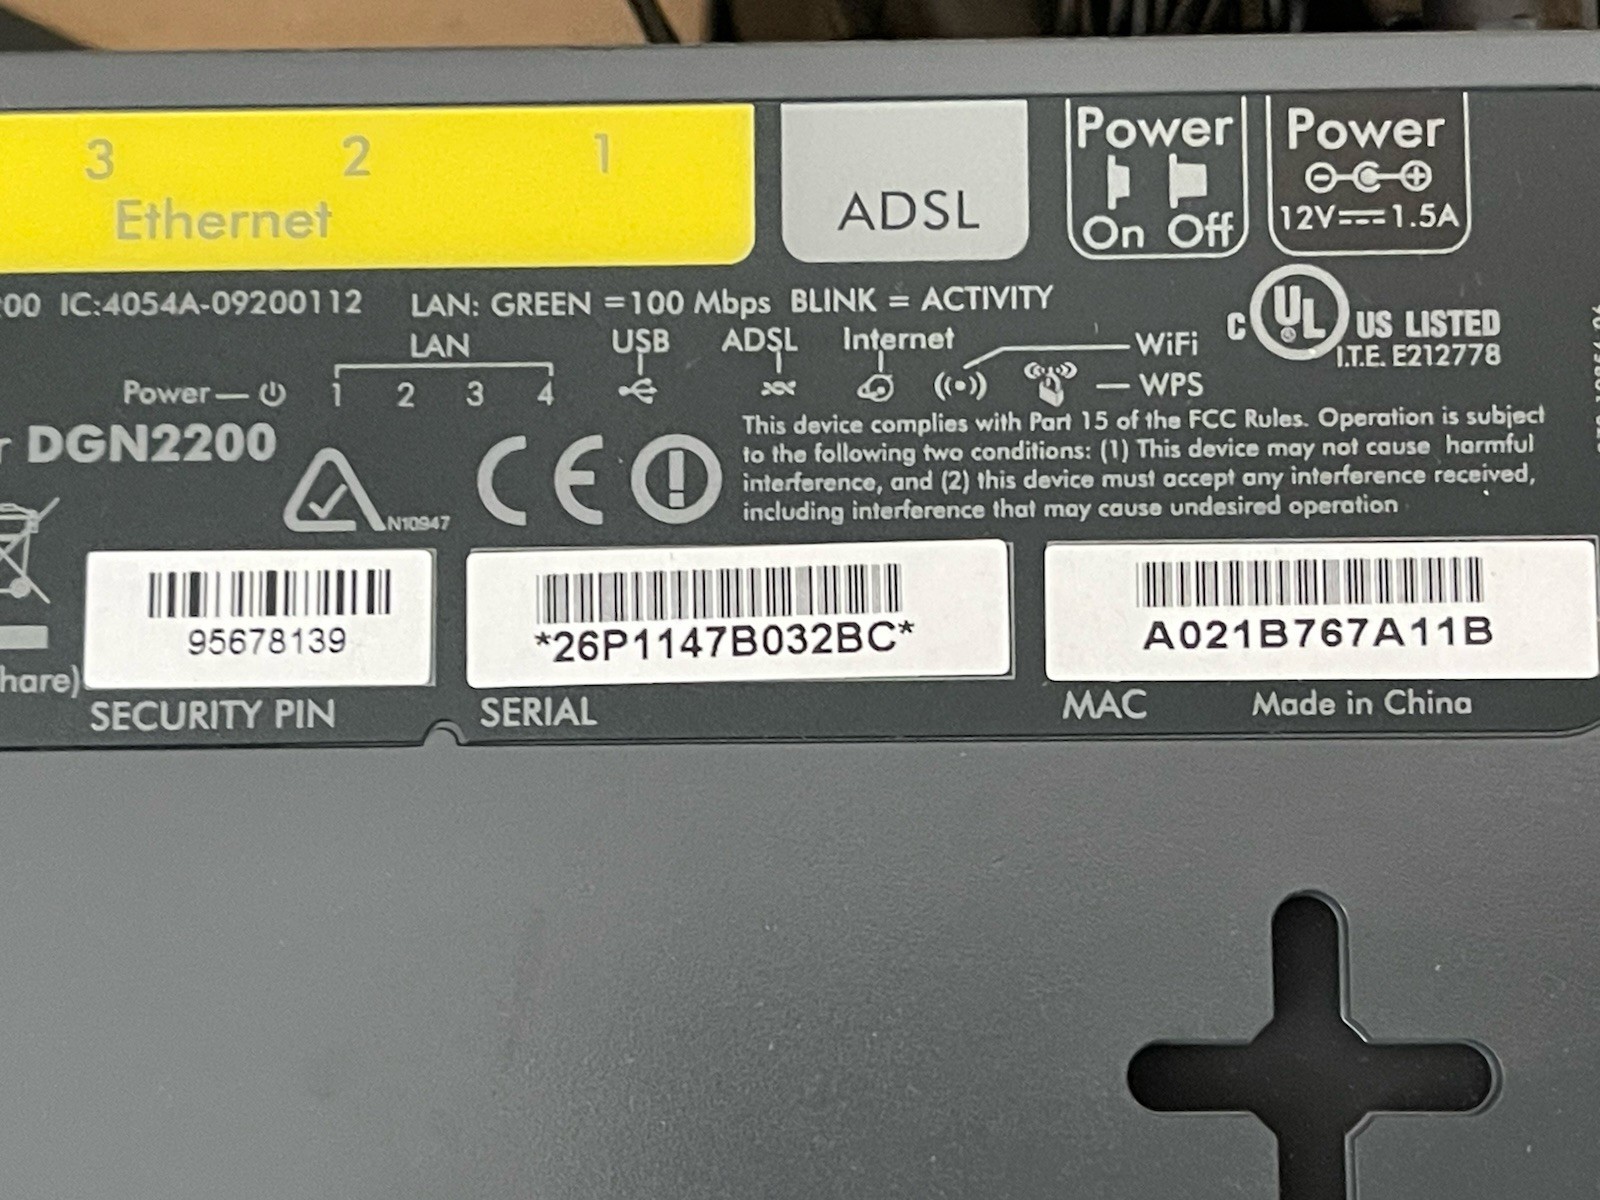 3 2 1
Ethernet
ADSL
Power
On Off
Power
12V 1.5A
00 IC:4054A-09200112 LAN: GREEN =100 Mbps BLINK = ACTIVITY
LAN USB ADSL Internet WiFi
Power 1 2 3 4 WPS
C UL US LISTED
I.T.E. E212778
r DGN2200
N10947
CE
This device complies with Part 15 of the FCC Rules. Operation is subject
to the following two conditions: (1) This device may not cause harmful
interference, and (2) this device must accept any interference received,
including interference that may cause undesired operation
95678139
*26P1147B032BC*
A021B767A11B
hare)
SECURITY PIN
SERIAL
MAC
Made in China